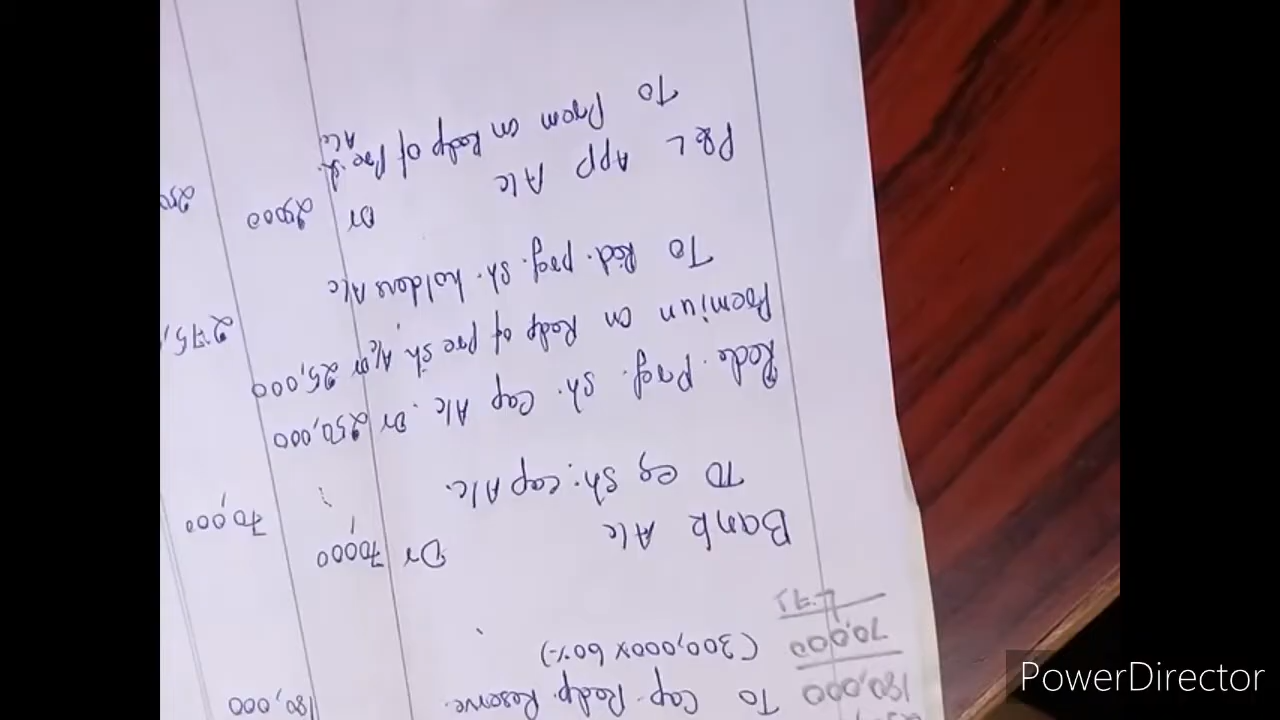 180,000 To Cap. Redp. Reserve. 180,000
70,000 (300,000 x 60%)
Bank A/c Dr 70000
To eq sh. cap A/c. 70,000
Rede. Pref. Sh. Cap A/c. Dr 250,000
Premium on Redp of pre sh. A/c Dr 25,000
To Red. pref. sh. holders A/c 275,
P&L App A/c Dr 25000
To Prem on Redp of Pre. sh. A/c
PowerDirector